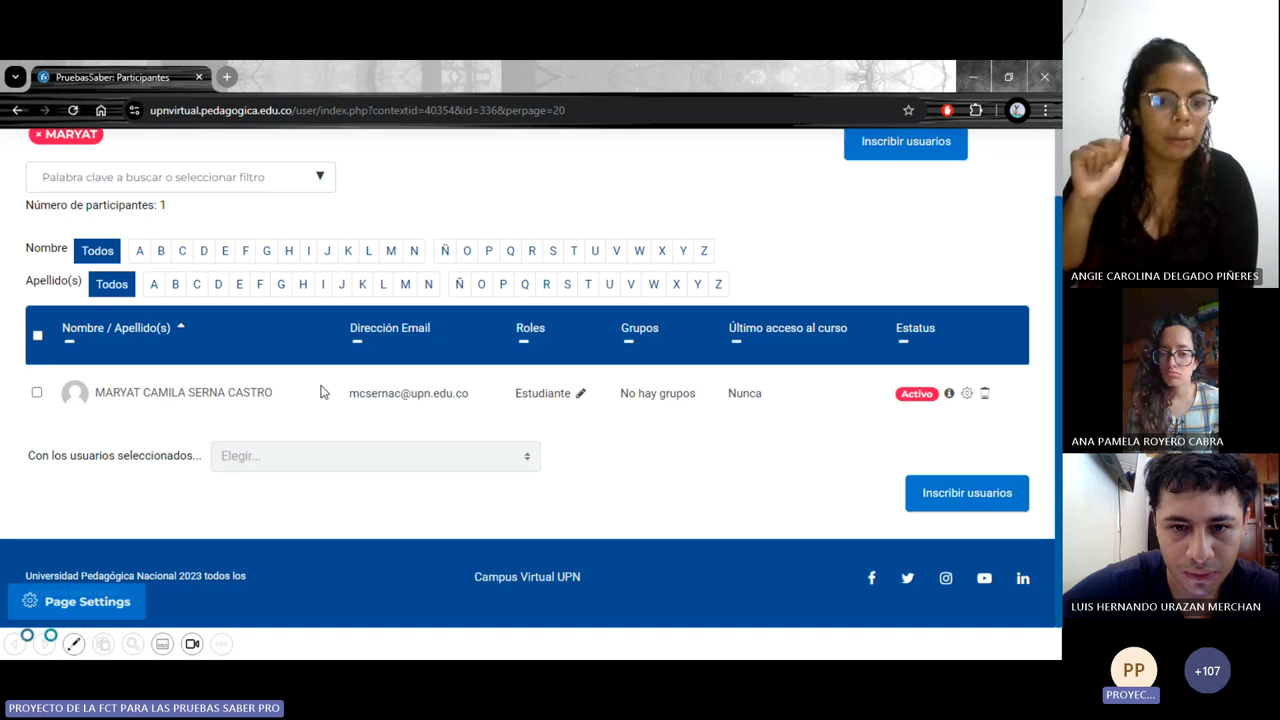 PruebasSaber: Participantes
upnvirtual.pedagogica.edu.co/user/index.php?contextid=40354&id=336&perpage=20
× MARYAT
Inscribir usuarios
Palabra clave a buscar o seleccionar filtro
Número de participantes: 1
Nombre Todos A B C D E F G H I J K L M N Ñ O P Q R S T U V W X Y Z
Apellido(s) Todos A B C D E F G H I J K L M N Ñ O P Q R S T U V W X Y Z
Nombre / Apellido(s) Dirección Email Roles Grupos Último acceso al curso Estatus
MARYAT CAMILA SERNA CASTRO mcsernac@upn.edu.co Estudiante No hay grupos Nunca Activo
Con los usuarios seleccionados... Elegir...
Inscribir usuarios
Universidad Pedagógica Nacional 2023 todos los
Campus Virtual UPN
Page Settings
ANGIE CAROLINA DELGADO PIÑERES
ANA PAMELA ROYERO CABRA
LUIS HERNANDO URAZAN MERCHAN
PP
PROYEC...
+107
PROYECTO DE LA FCT PARA LAS PRUEBAS SABER PRO